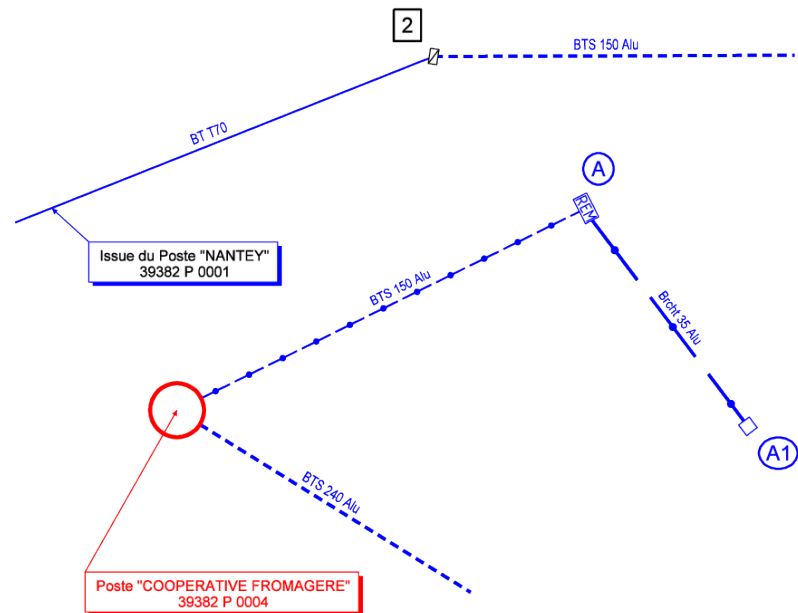 2
BTS 150 Alu
BT T70
A
REM
Issue du Poste "NANTEY"
39382 P 0001
BTS 150 Alu
Brcht 35 Alu
A1
BTS 240 Alu
Poste "COOPERATIVE FROMAGERE"
39382 P 0004